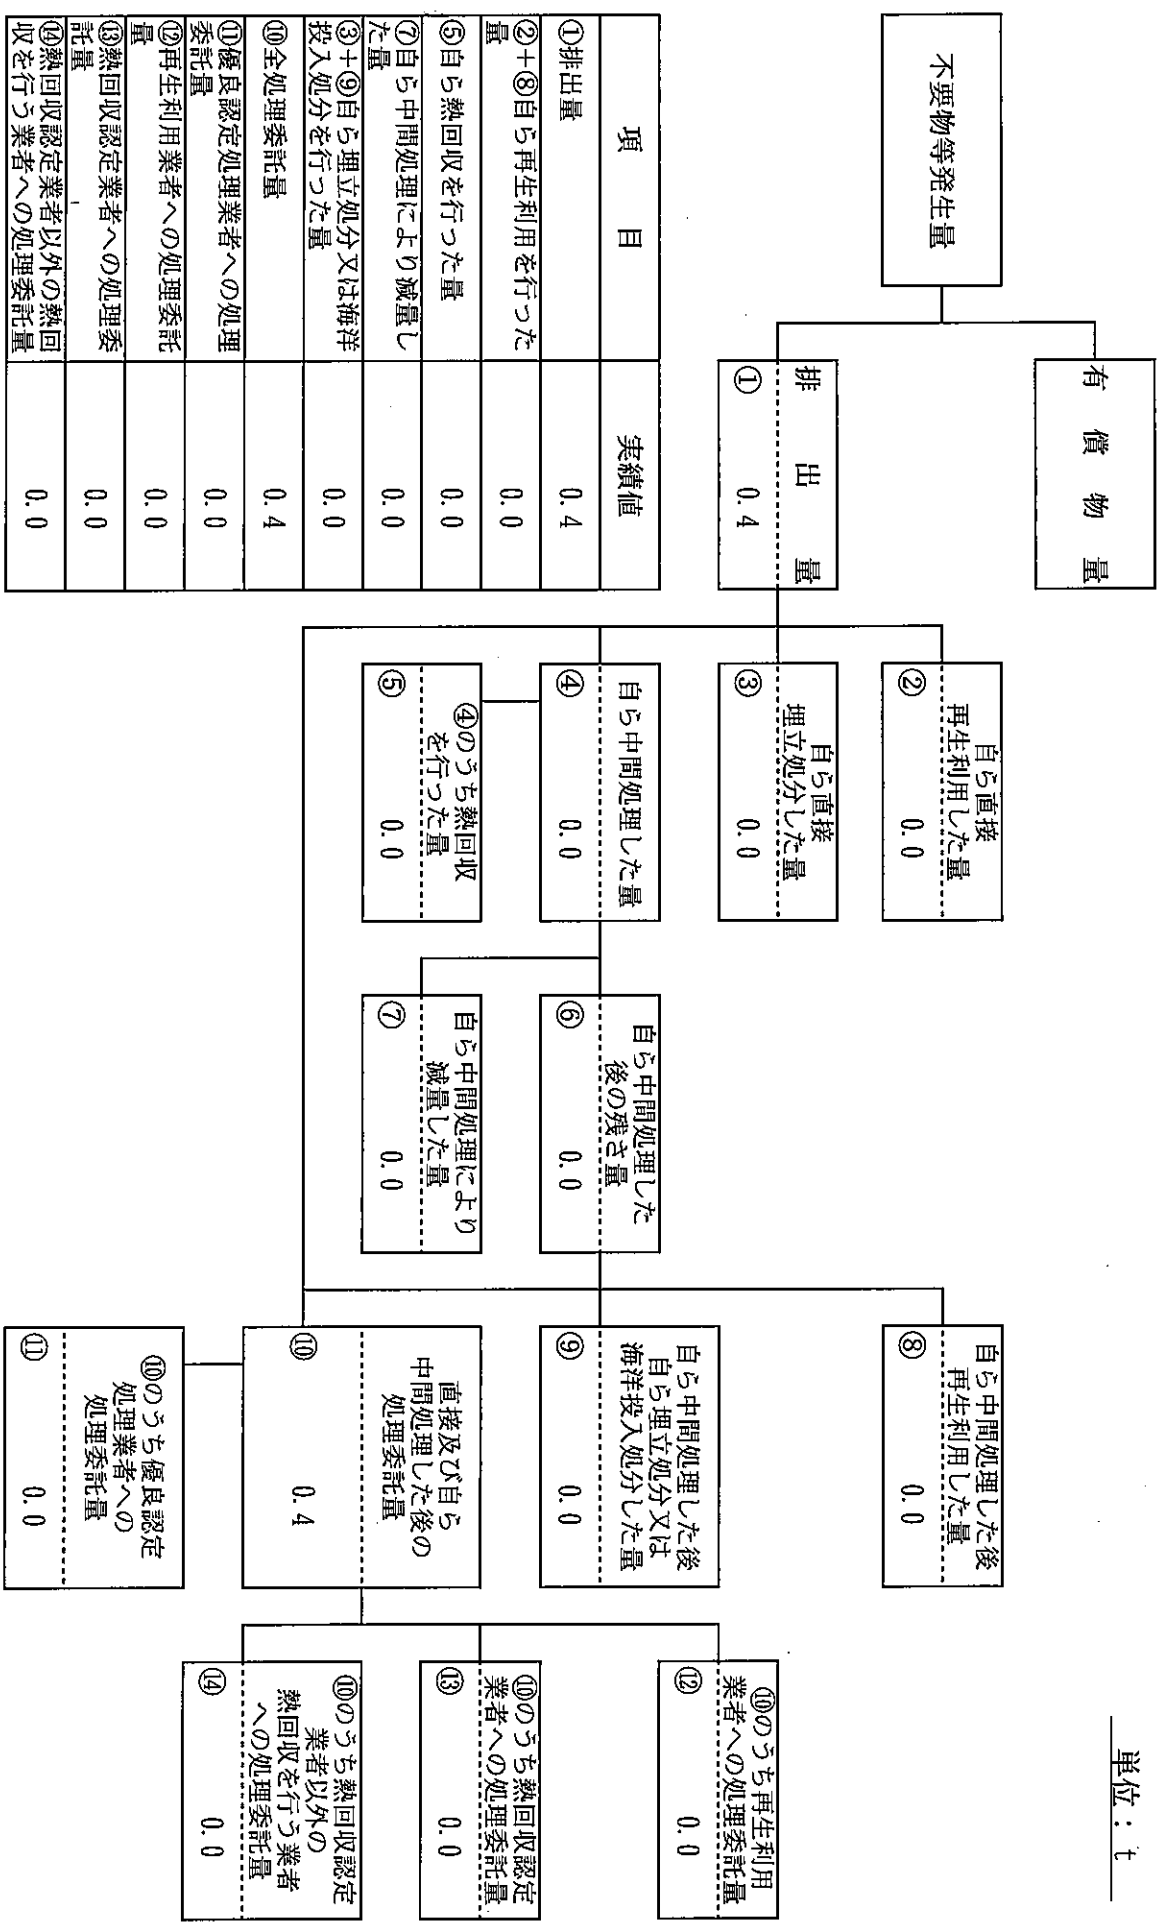 単位：t
不要物等発生量
有償物量
排出量
① 0.4
自ら直接
再生利用した量
② 0.0
自ら直接
埋立処分した量
③ 0.0
自ら中間処理した量
④ 0.0
④のうち熱回収
を行った量
⑤ 0.0
自ら中間処理した
後の残さ量
⑥ 0.0
自ら中間処理により
減量した量
⑦ 0.0
自ら中間処理した後
再生利用した量
⑧ 0.0
自ら中間処理した後
自ら埋立処分又は
海洋投入処分した量
⑨ 0.0
直接及び自ら
中間処理した後の
処理委託量
⑩ 0.4
⑩のうち優良認定
処理業者への
処理委託量
⑪ 0.0
⑩のうち再生利用
業者への処理委託量
⑫ 0.0
⑩のうち熱回収認定
業者への処理委託量
⑬ 0.0
⑩のうち熱回収認定
業者以外の
熱回収を行う業者
への処理委託量
⑭ 0.0
項目 実績値
①排出量 0.4
②＋⑧自ら再生利用を行った
量 0.0
⑤自ら熱回収を行った量 0.0
⑦自ら中間処理により減量し
た量 0.0
③＋⑨自ら埋立処分又は海洋
投入処分を行った量 0.0
⑩全処理委託量 0.4
⑪優良認定処理業者への処理
委託量 0.0
⑫再生利用業者への処理委託
量 0.0
⑬熱回収認定業者への処理委
託量 0.0
⑭熱回収認定業者以外の熱回
収を行う業者への処理委託量 0.0